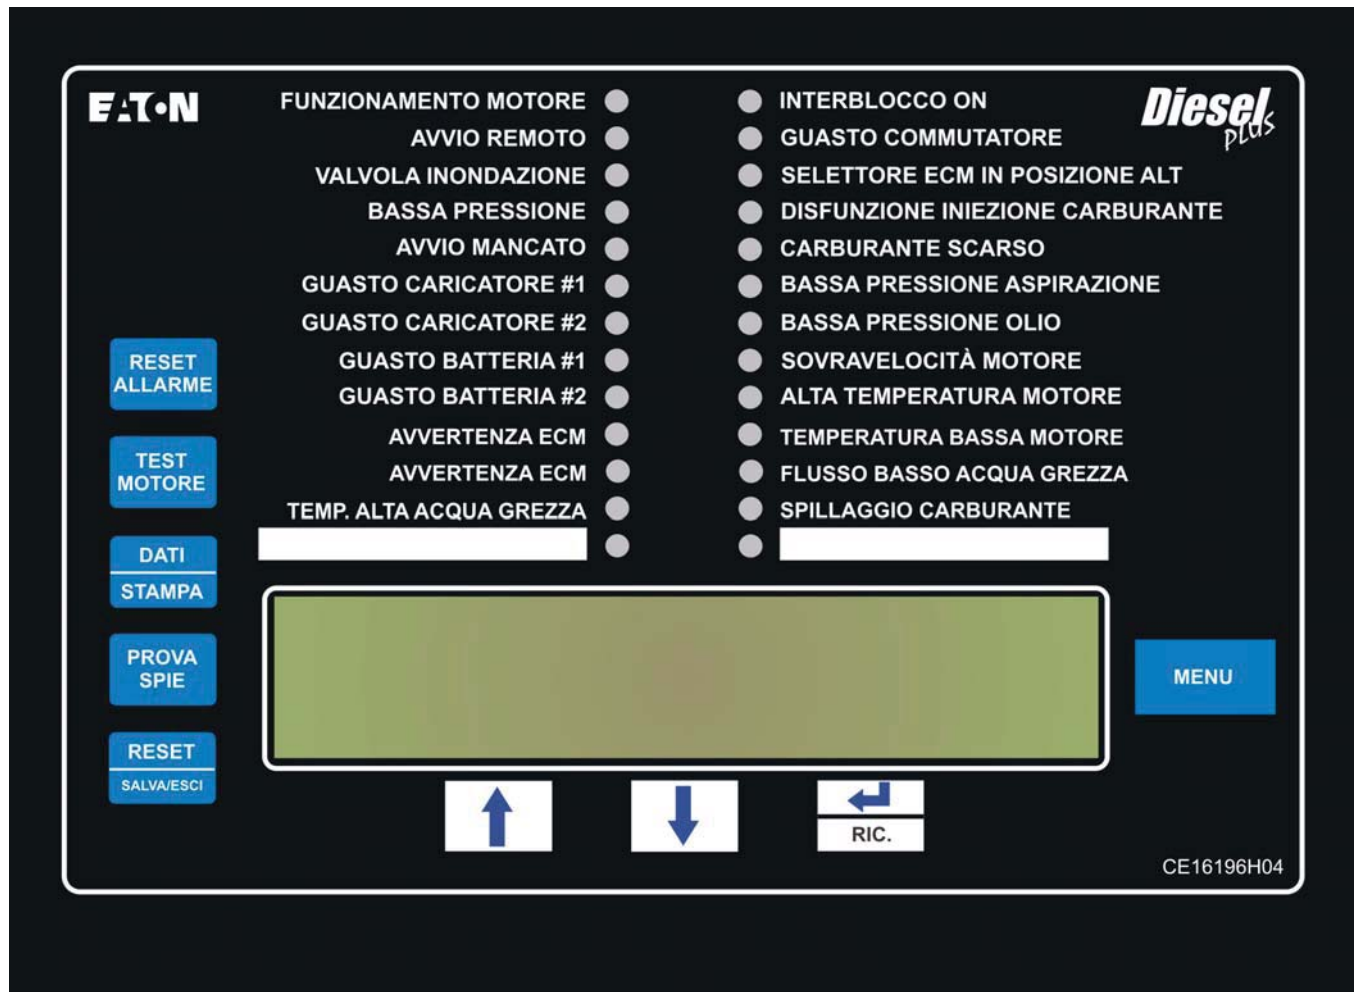 EATON
Diesel
plus
FUNZIONAMENTO MOTORE
AVVIO REMOTO
VALVOLA INONDAZIONE
BASSA PRESSIONE
AVVIO MANCATO
GUASTO CARICATORE #1
GUASTO CARICATORE #2
GUASTO BATTERIA #1
GUASTO BATTERIA #2
AVVERTENZA ECM
AVVERTENZA ECM
TEMP. ALTA ACQUA GREZZA
INTERBLOCCO ON
GUASTO COMMUTATORE
SELETTORE ECM IN POSIZIONE ALT
DISFUNZIONE INIEZIONE CARBURANTE
CARBURANTE SCARSO
BASSA PRESSIONE ASPIRAZIONE
BASSA PRESSIONE OLIO
SOVRAVELOCITÀ MOTORE
ALTA TEMPERATURA MOTORE
TEMPERATURA BASSA MOTORE
FLUSSO BASSO ACQUA GREZZA
SPILLAGGIO CARBURANTE
RESET
ALLARME
TEST
MOTORE
DATI
STAMPA
PROVA
SPIE
RESET
SALVA/ESCI
MENU
RIC.
CE16196H04